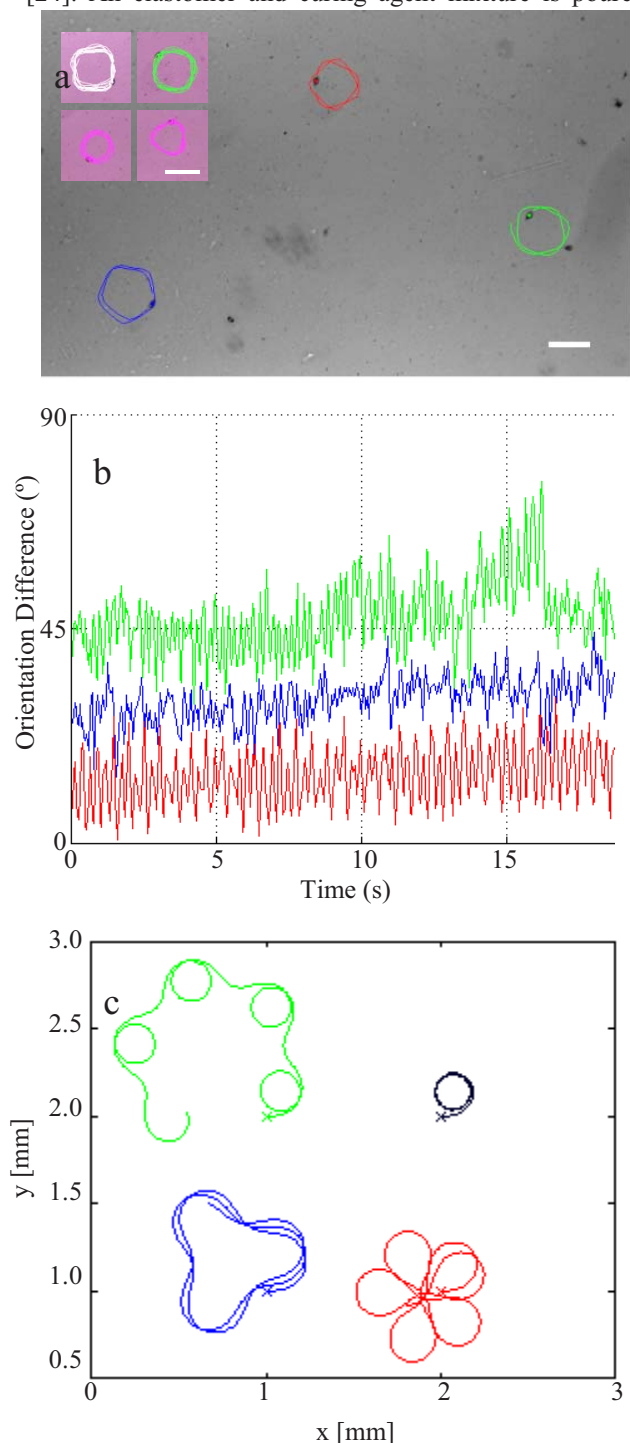 [24]. An elastomer and curing agent mixture is poured
a
90
b
45
0
Orientation Difference (º)
0 5 10 15
Time (s)
3.0
c
2.5
2.0
1.5
1.0
0.5
y [mm]
0 1 2 3
x [mm]